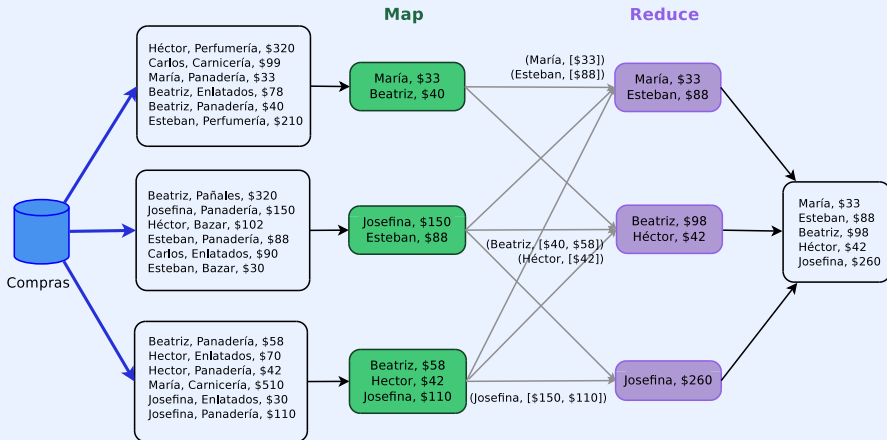 Map
Reduce
Héctor, Perfumería, $320
Carlos, Carnicería, $99
María, Panadería, $33
Beatriz, Enlatados, $78
Beatriz, Panadería, $40
Esteban, Perfumería, $210
María, $33
Beatriz, $40
(María, [$33])
(Esteban, [$88])
María, $33
Esteban, $88
Compras
Beatriz, Pañales, $320
Josefina, Panadería, $150
Héctor, Bazar, $102
Esteban, Panadería, $88
Carlos, Enlatados, $90
Esteban, Bazar, $30
Josefina, $150
Esteban, $88
(Beatriz, [$40, $58])
(Héctor, [$42])
Beatriz, $98
Héctor, $42
María, $33
Esteban, $88
Beatriz, $98
Héctor, $42
Josefina, $260
Beatriz, Panadería, $58
Hector, Enlatados, $70
Hector, Panadería, $42
María, Carnicería, $510
Josefina, Enlatados, $30
Josefina, Panadería, $110
Beatriz, $58
Hector, $42
Josefina, $110
(Josefina, [$150, $110])
Josefina, $260